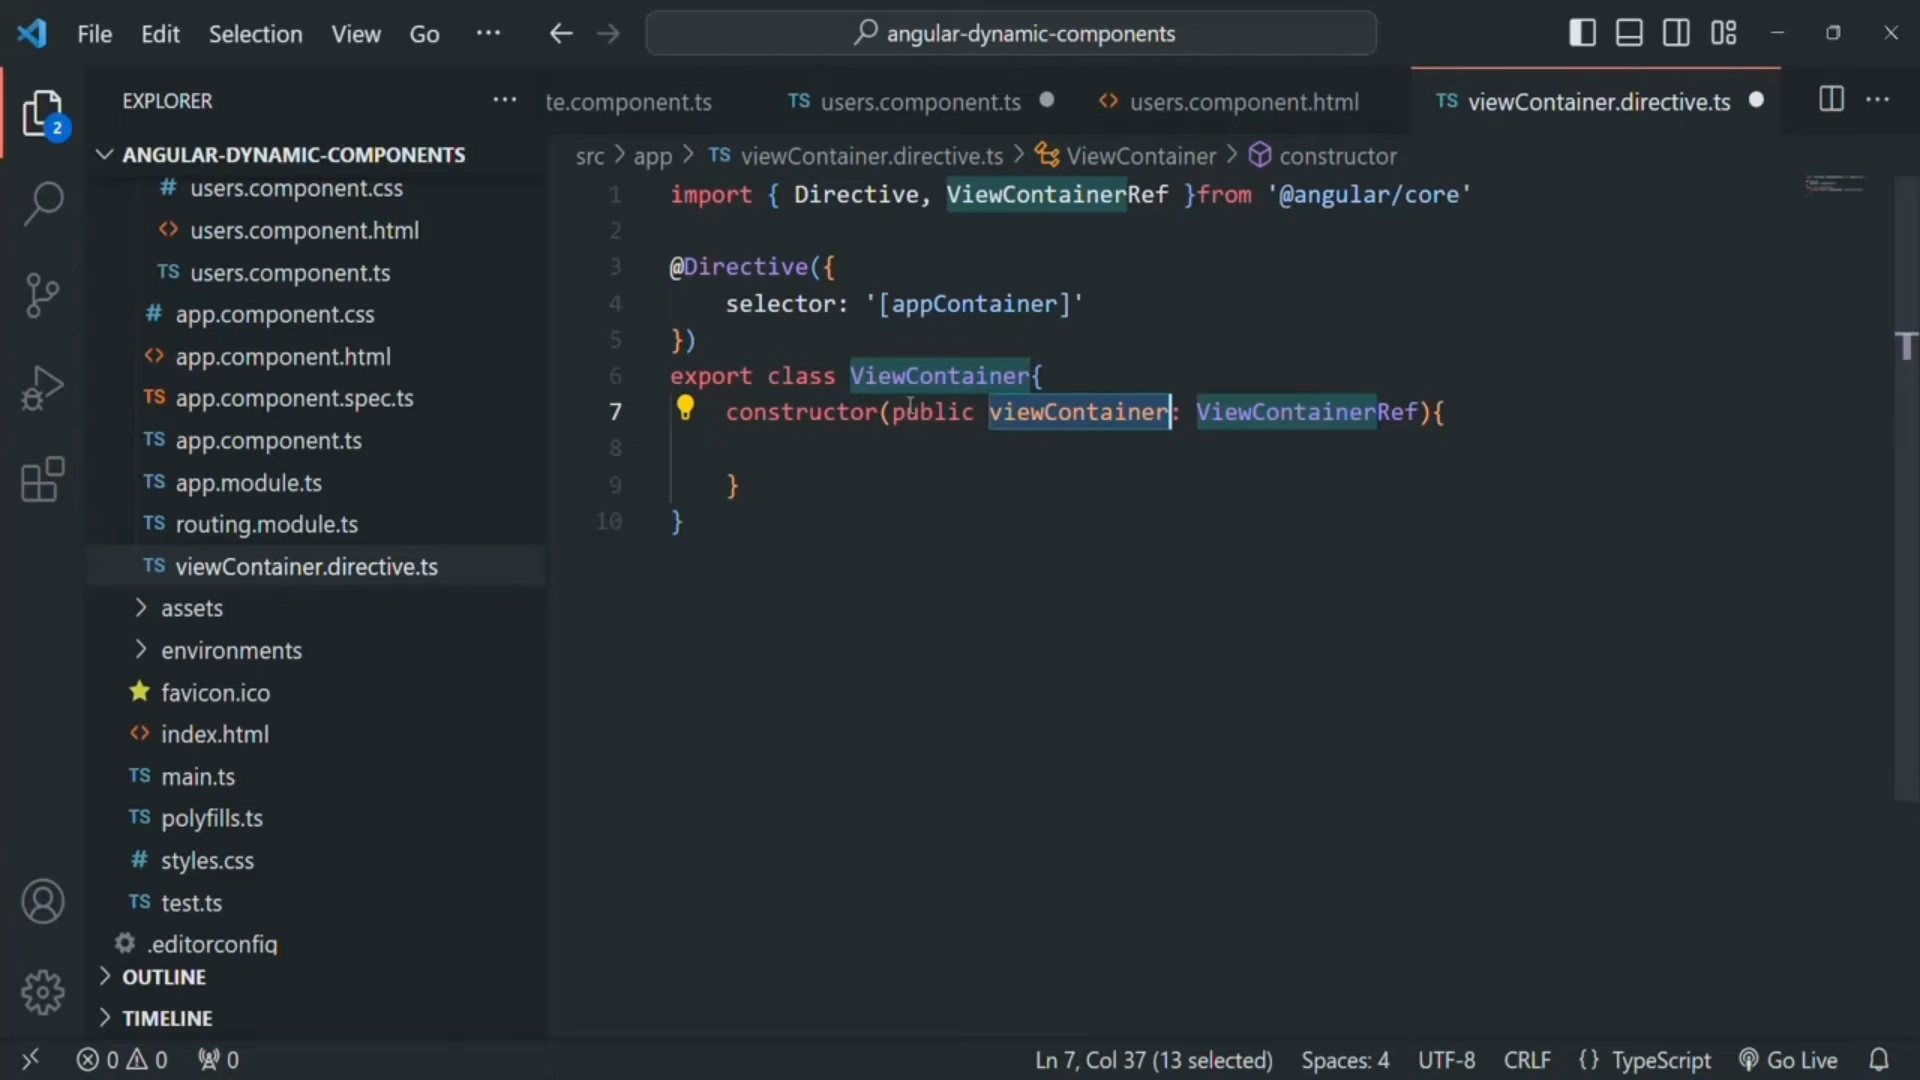 File Edit Selection View Go ··· angular-dynamic-components
EXPLORER ···
te.component.ts TS users.component.ts users.component.html TS viewContainer.directive.ts ···
2
ANGULAR-DYNAMIC-COMPONENTS
src > app > TS viewContainer.directive.ts > ViewContainer > constructor
# users.component.css
<> users.component.html
TS users.component.ts
# app.component.css
<> app.component.html
TS app.component.spec.ts
TS app.component.ts
TS app.module.ts
TS routing.module.ts
TS viewContainer.directive.ts
> assets
> environments
favicon.ico
<> index.html
TS main.ts
TS polyfills.ts
# styles.css
TS test.ts
.editorconfig
> OUTLINE
> TIMELINE
1 import { Directive, ViewContainerRef }from '@angular/core'
2
3 @Directive({
4 selector: '[appContainer]'
5 })
6 export class ViewContainer{
7 constructor(public viewContainer: ViewContainerRef){
8
9 }
10 }
T
0 0 0 Ln 7, Col 37 (13 selected) Spaces: 4 UTF-8 CRLF {} TypeScript Go Live